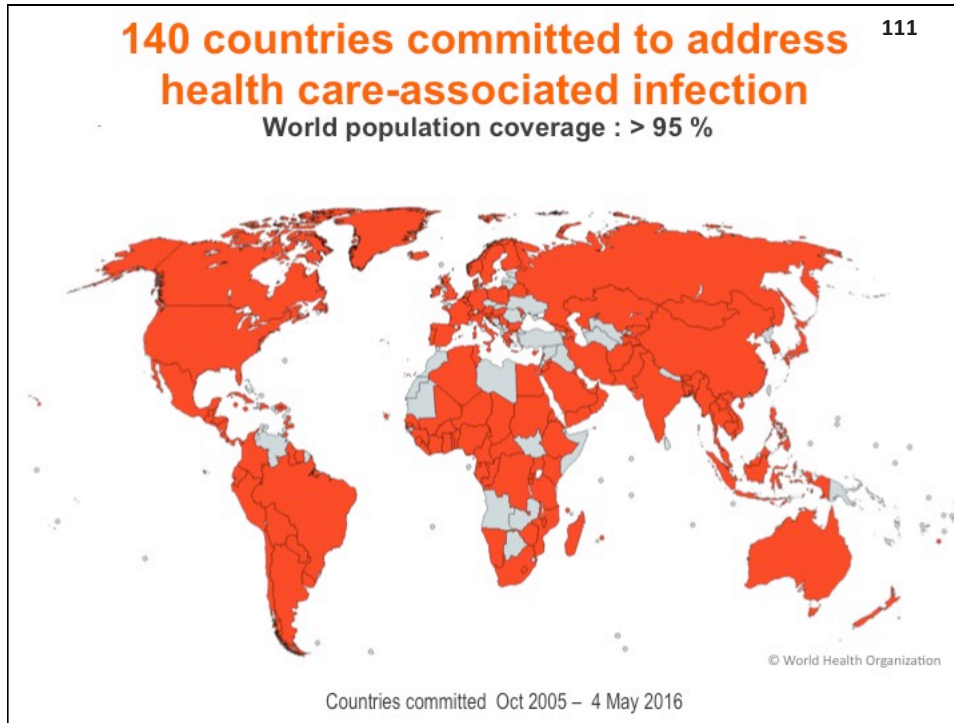 140 countries committed to address
111
health care-associated infection
World population coverage : > 95 %
© World Health Organization
Countries committed Oct 2005 – 4 May 2016